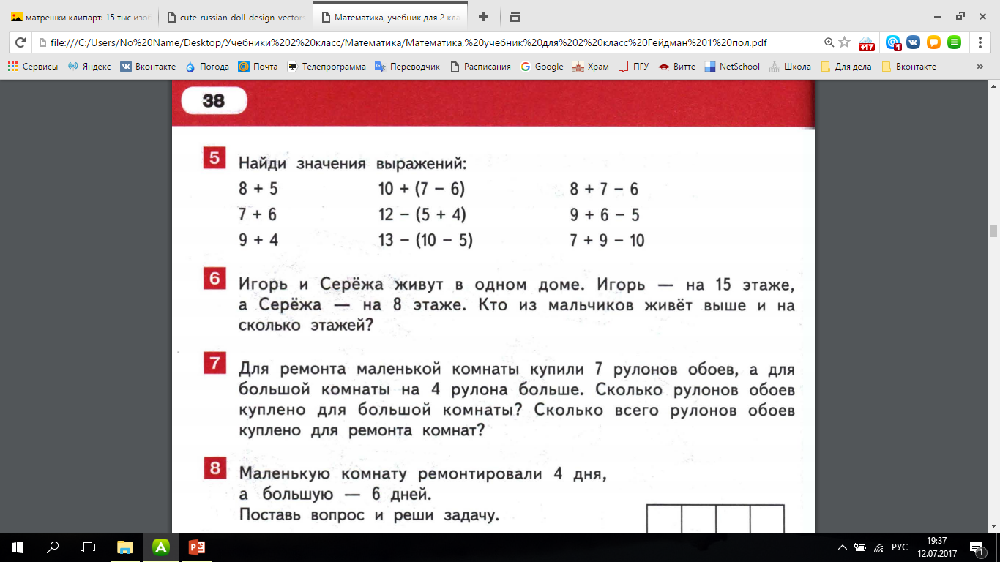 матрешки клипарт: 15 тыс изоб
cute-russian-doll-design-vectors
Математика, учебник для 2 кла
file:///C:/Users/No%20Name/Desktop/Учебники%202%20класс/Математика/Математика,%20учебник%20для%202%20класс%20Гейдман%201%20пол.pdf
+17
1
Сервисы Яндекс Вконтакте Погода Почта Телепрограмма Переводчик Расписания Google Храм ПГУ Витте NetSchool Школа Для дела Вконтакте »
38
5 Найди значения выражений:
8 + 5 10 + (7 – 6) 8 + 7 – 6
7 + 6 12 – (5 + 4) 9 + 6 – 5
9 + 4 13 – (10 – 5) 7 + 9 – 10
6 Игорь и Серёжа живут в одном доме. Игорь — на 15 этаже,
а Серёжа — на 8 этаже. Кто из мальчиков живёт выше и на
сколько этажей?
7 Для ремонта маленькой комнаты купили 7 рулонов обоев, а для
большой комнаты на 4 рулона больше. Сколько рулонов обоев
куплено для большой комнаты? Сколько всего рулонов обоев
куплено для ремонта комнат?
8 Маленькую комнату ремонтировали 4 дня,
а большую — 6 дней.
Поставь вопрос и реши задачу.
РУС
19:37
12.07.2017
1